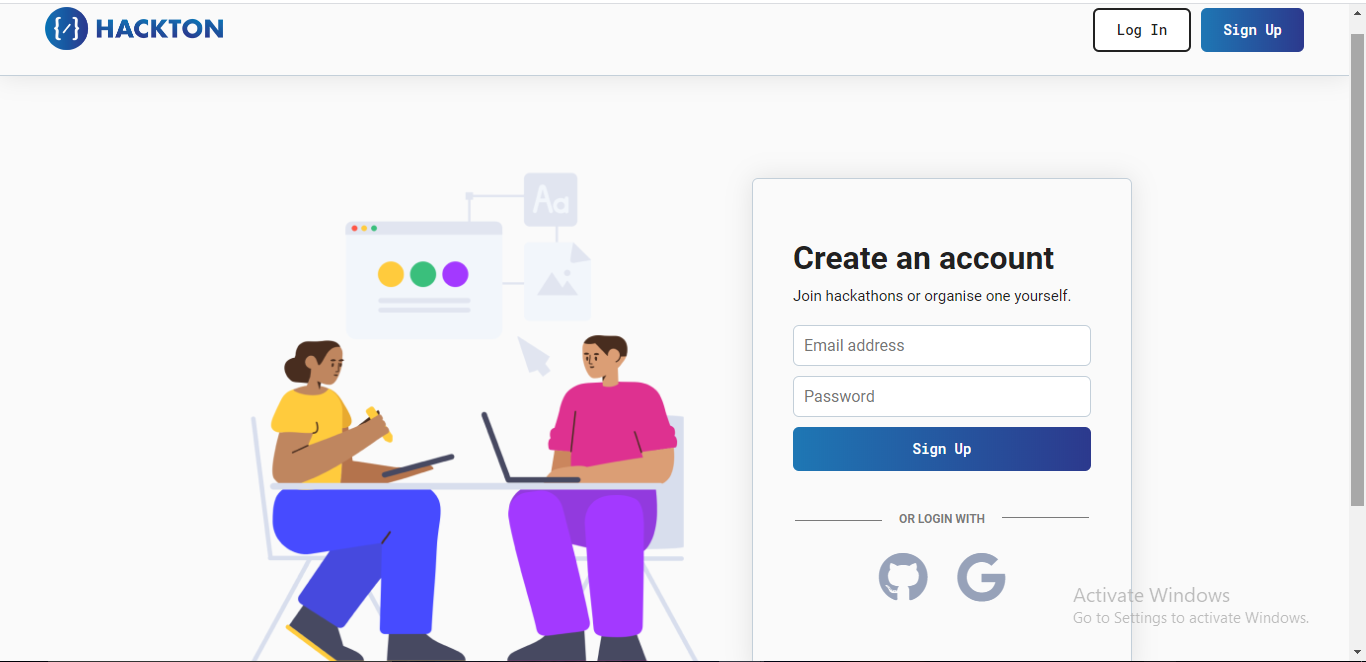 {/} HACKTON
Log In
Sign Up
Aa
Create an account
Join hackathons or organise one yourself.
Email address
Password
Sign Up
OR LOGIN WITH
G
Activate Windows
Go to Settings to activate Windows.